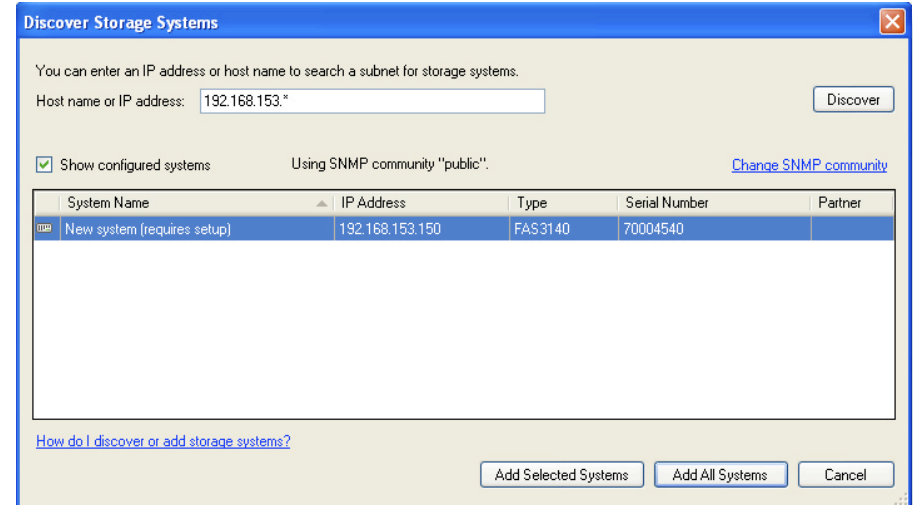 Discover Storage Systems
You can enter an IP address or host name to search a subnet for storage systems.
Host name or IP address: 192.168.153.* Discover
Show configured systems Using SNMP community "public". Change SNMP community
System Name IP Address Type Serial Number Partner
New system (requires setup) 192.168.153.150 FAS3140 70004540
How do I discover or add storage systems?
Add Selected Systems Add All Systems Cancel